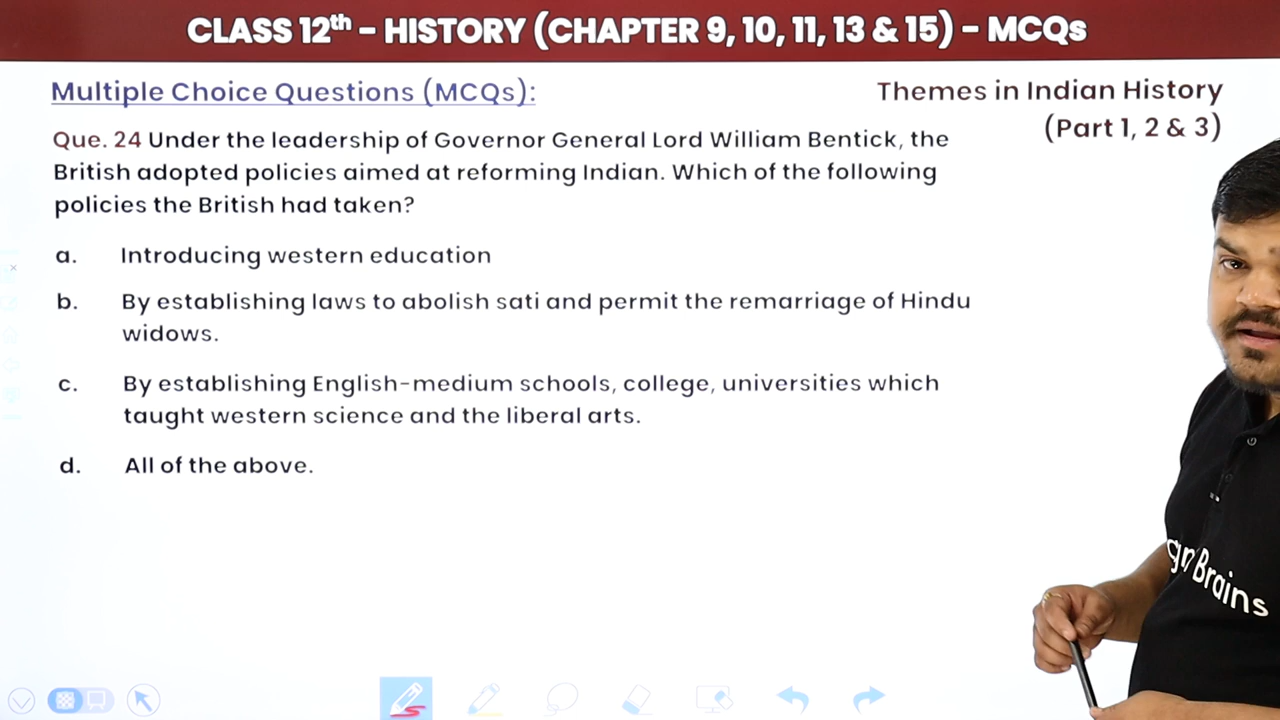 CLASS 12th - HISTORY (CHAPTER 9, 10, 11, 13 & 15) - MCQs
Multiple Choice Questions (MCQs):
Themes in Indian History
(Part 1, 2 & 3)
Que. 24 Under the leadership of Governor General Lord William Bentick, the
British adopted policies aimed at reforming Indian. Which of the following
policies the British had taken?
a. Introducing western education
b. By establishing laws to abolish sati and permit the remarriage of Hindu
widows.
c. By establishing English-medium schools, college, universities which
taught western science and the liberal arts.
d. All of the above.
Brains